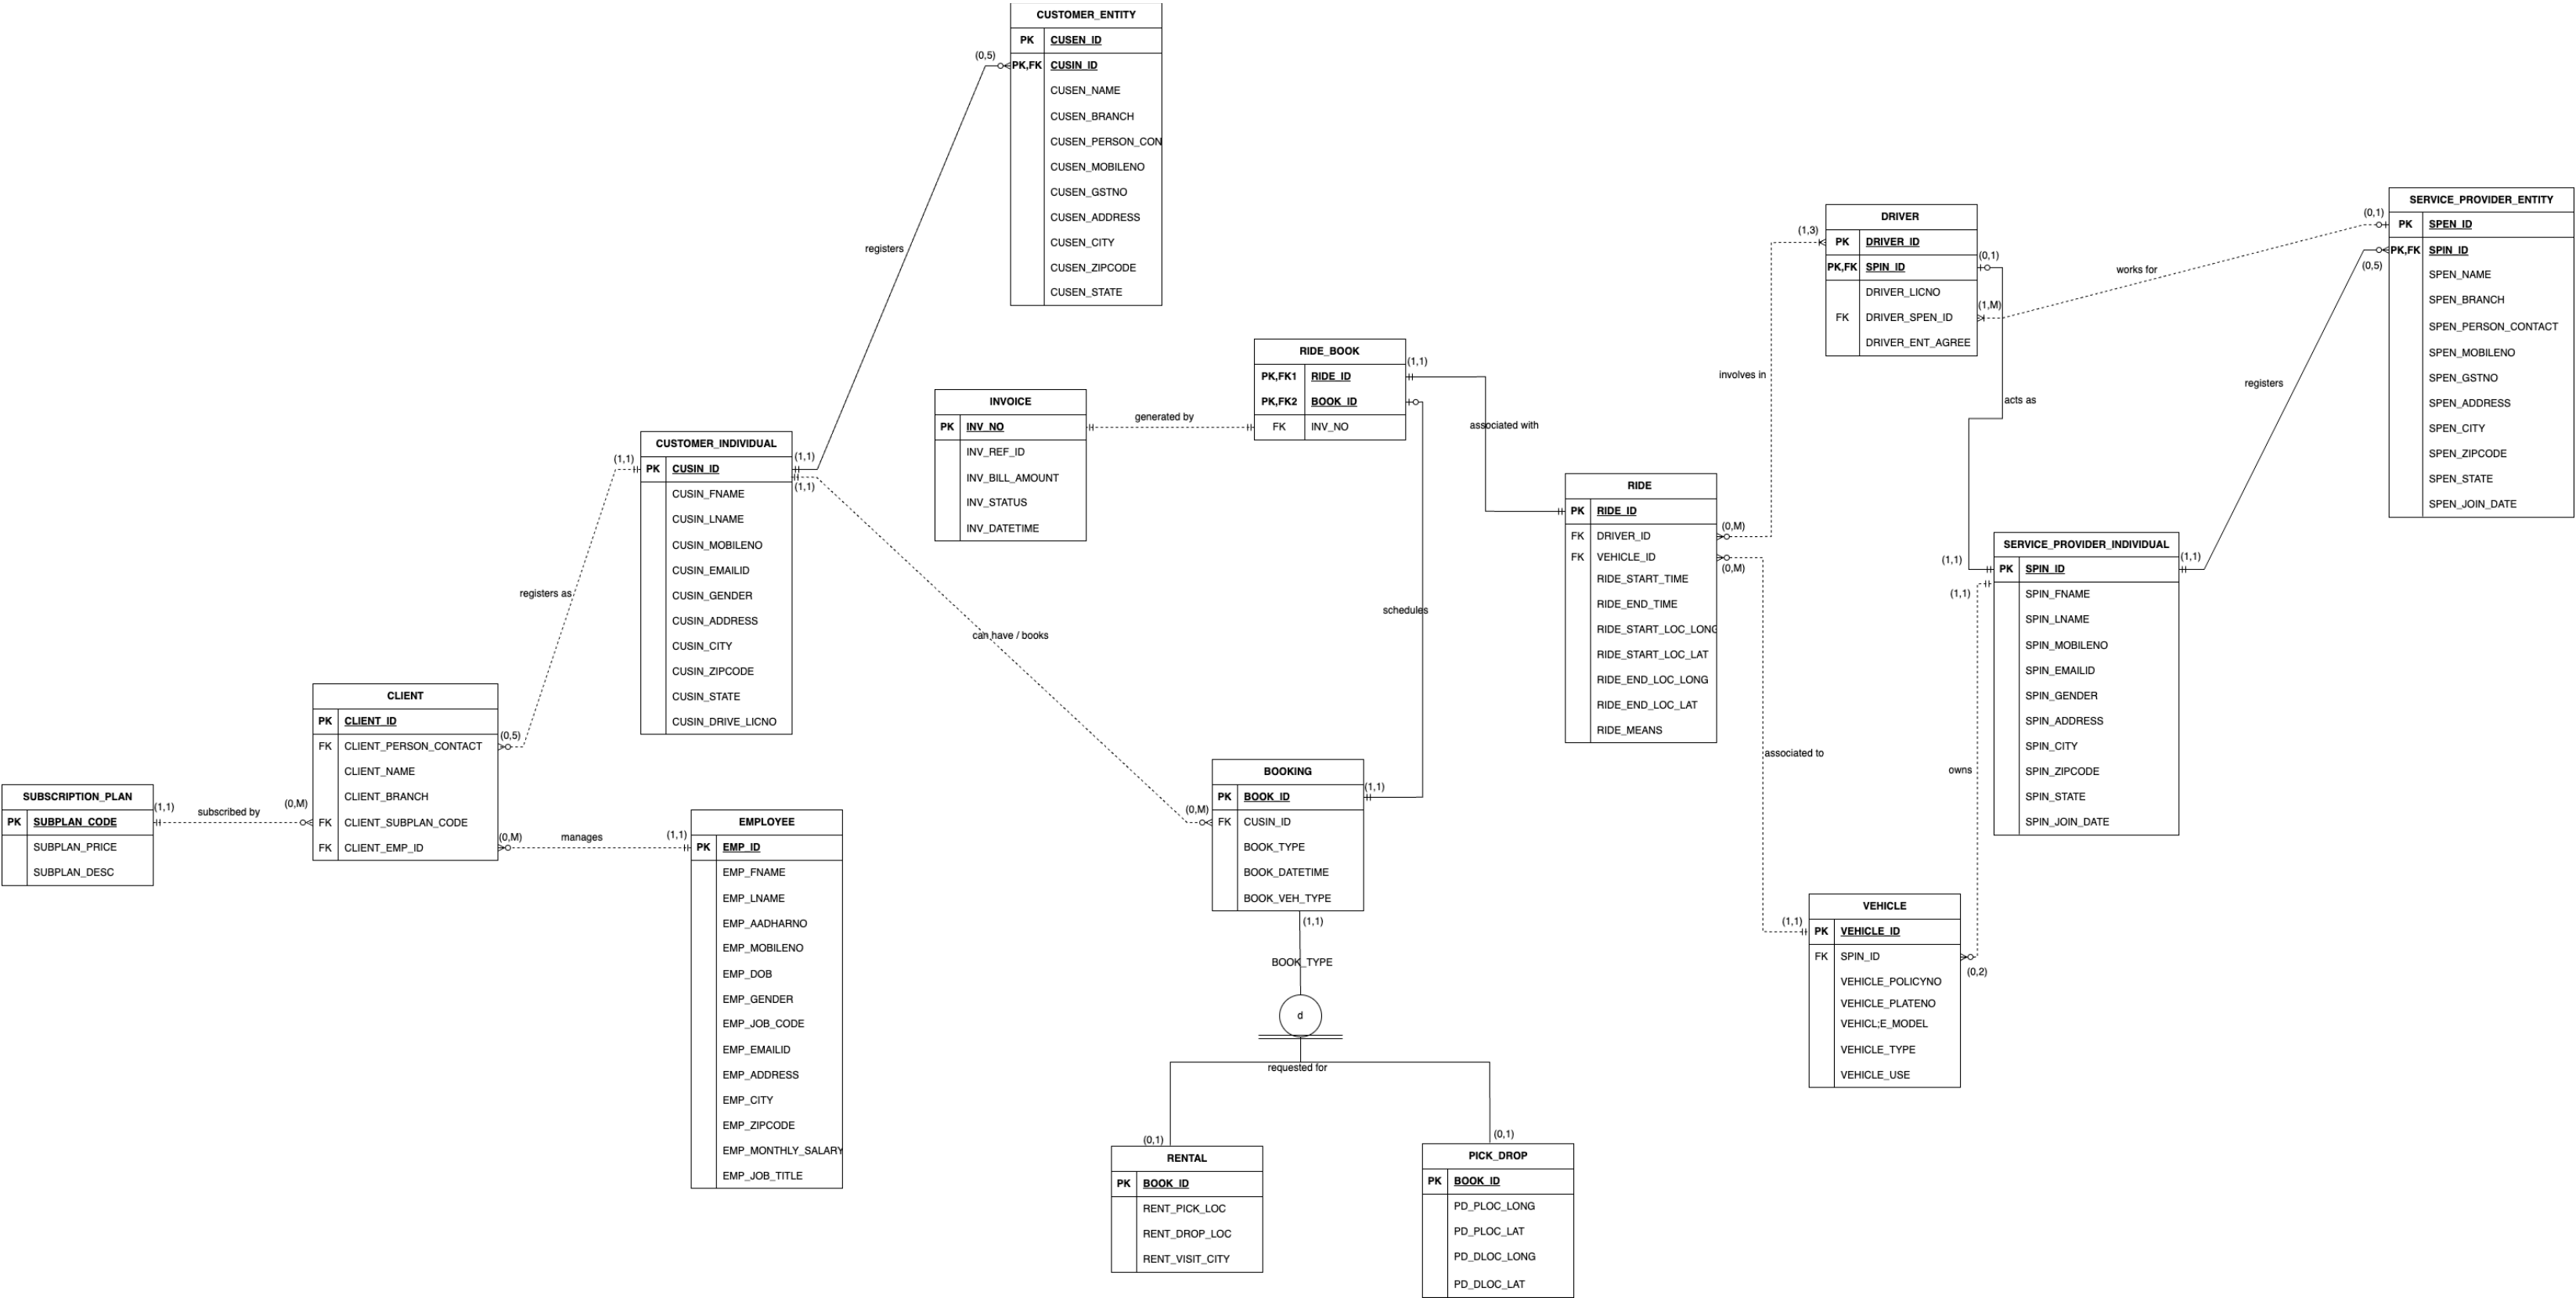 CUSTOMER_ENTITY
PK CUSEN_ID
PK,FK CUSIN_ID
CUSEN_NAME
CUSEN_BRANCH
CUSEN_PERSON_CON
CUSEN_MOBILENO
CUSEN_GSTNO
CUSEN_ADDRESS
CUSEN_CITY
CUSEN_ZIPCODE
CUSEN_STATE
(0,5)
registers
SERVICE_PROVIDER_ENTITY
PK SPEN_ID
PK,FK SPIN_ID
SPEN_NAME
SPEN_BRANCH
SPEN_PERSON_CONTACT
SPEN_MOBILENO
SPEN_GSTNO
SPEN_ADDRESS
SPEN_CITY
SPEN_ZIPCODE
SPEN_STATE
SPEN_JOIN_DATE
(0,1)
(0,5)
works for
registers
DRIVER
PK DRIVER_ID
PK,FK SPIN_ID
DRIVER_LICNO
FK DRIVER_SPEN_ID
DRIVER_ENT_AGREE
(1,3)
(0,1)
(1,M)
involves in
acts as
RIDE_BOOK
PK,FK1 RIDE_ID
PK,FK2 BOOK_ID
FK INV_NO
(1,1)
associated with
generated by
schedules
INVOICE
PK INV_NO
INV_REF_ID
INV_BILL_AMOUNT
INV_STATUS
INV_DATETIME
CUSTOMER_INDIVIDUAL
PK CUSIN_ID
CUSIN_FNAME
CUSIN_LNAME
CUSIN_MOBILENO
CUSIN_EMAILID
CUSIN_GENDER
CUSIN_ADDRESS
CUSIN_CITY
CUSIN_ZIPCODE
CUSIN_STATE
CUSIN_DRIVE_LICNO
(1,1)
(1,1)
(1,1)
registers as
can have / books
RIDE
PK RIDE_ID
FK DRIVER_ID
FK VEHICLE_ID
RIDE_START_TIME
RIDE_END_TIME
RIDE_START_LOC_LONG
RIDE_START_LOC_LAT
RIDE_END_LOC_LONG
RIDE_END_LOC_LAT
RIDE_MEANS
(0,M)
(0,M)
associated to
SERVICE_PROVIDER_INDIVIDUAL
PK SPIN_ID
SPIN_FNAME
SPIN_LNAME
SPIN_MOBILENO
SPIN_EMAILID
SPIN_GENDER
SPIN_ADDRESS
SPIN_CITY
SPIN_ZIPCODE
SPIN_STATE
SPIN_JOIN_DATE
(1,1)
(1,1)
(1,1)
owns
CLIENT
PK CLIENT_ID
FK CLIENT_PERSON_CONTACT
CLIENT_NAME
CLIENT_BRANCH
FK CLIENT_SUBPLAN_CODE
FK CLIENT_EMP_ID
(0,5)
(0,M)
(0,M)
SUBSCRIPTION_PLAN
PK SUBPLAN_CODE
SUBPLAN_PRICE
SUBPLAN_DESC
(1,1)
subscribed by
manages
(1,1)
EMPLOYEE
PK EMP_ID
EMP_FNAME
EMP_LNAME
EMP_AADHARNO
EMP_MOBILENO
EMP_DOB
EMP_GENDER
EMP_JOB_CODE
EMP_EMAILID
EMP_ADDRESS
EMP_CITY
EMP_ZIPCODE
EMP_MONTHLY_SALARY
EMP_JOB_TITLE
BOOKING
PK BOOK_ID
FK CUSIN_ID
BOOK_TYPE
BOOK_DATETIME
BOOK_VEH_TYPE
(0,M)
(1,1)
(1,1)
BOOK_TYPE
d
requested for
VEHICLE
PK VEHICLE_ID
FK SPIN_ID
VEHICLE_POLICYNO
VEHICLE_PLATENO
VEHICL;E_MODEL
VEHICLE_TYPE
VEHICLE_USE
(1,1)
(0,2)
(0,1)
RENTAL
PK BOOK_ID
RENT_PICK_LOC
RENT_DROP_LOC
RENT_VISIT_CITY
(0,1)
PICK_DROP
PK BOOK_ID
PD_PLOC_LONG
PD_PLOC_LAT
PD_DLOC_LONG
PD_DLOC_LAT